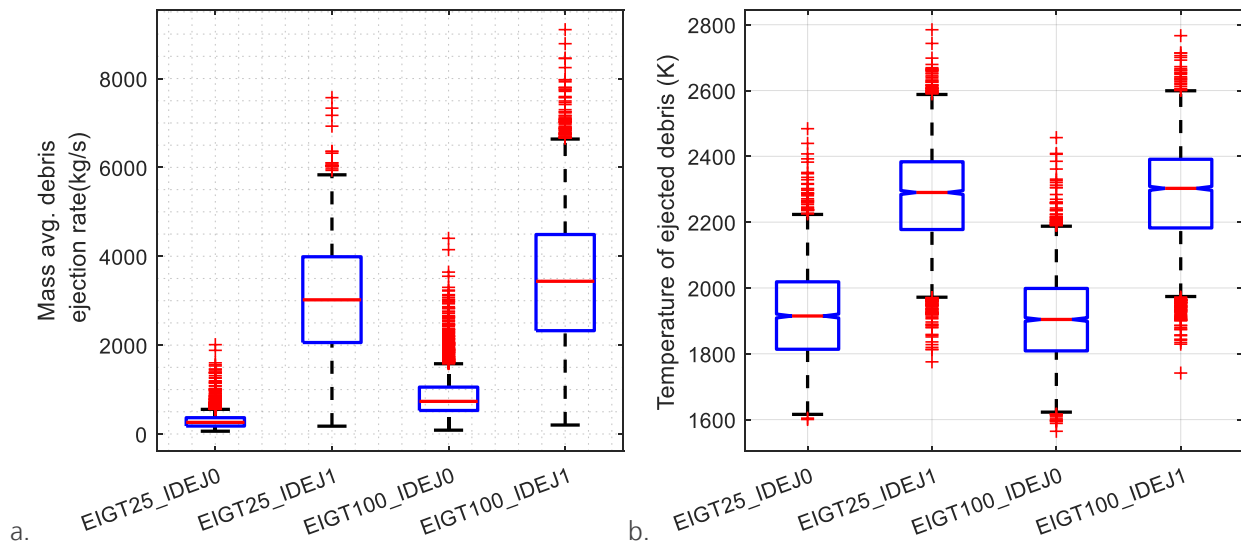 Mass avg. debris
ejection rate(kg/s)
8000
6000
4000
2000
0
EIGT25_IDEJ0
EIGT25_IDEJ1
EIGT100_IDEJ0
EIGT100_IDEJ1
a.
Temperature of ejected debris (K)
2800
2600
2400
2200
2000
1800
1600
EIGT25_IDEJ0
EIGT25_IDEJ1
EIGT100_IDEJ0
EIGT100_IDEJ1
b.